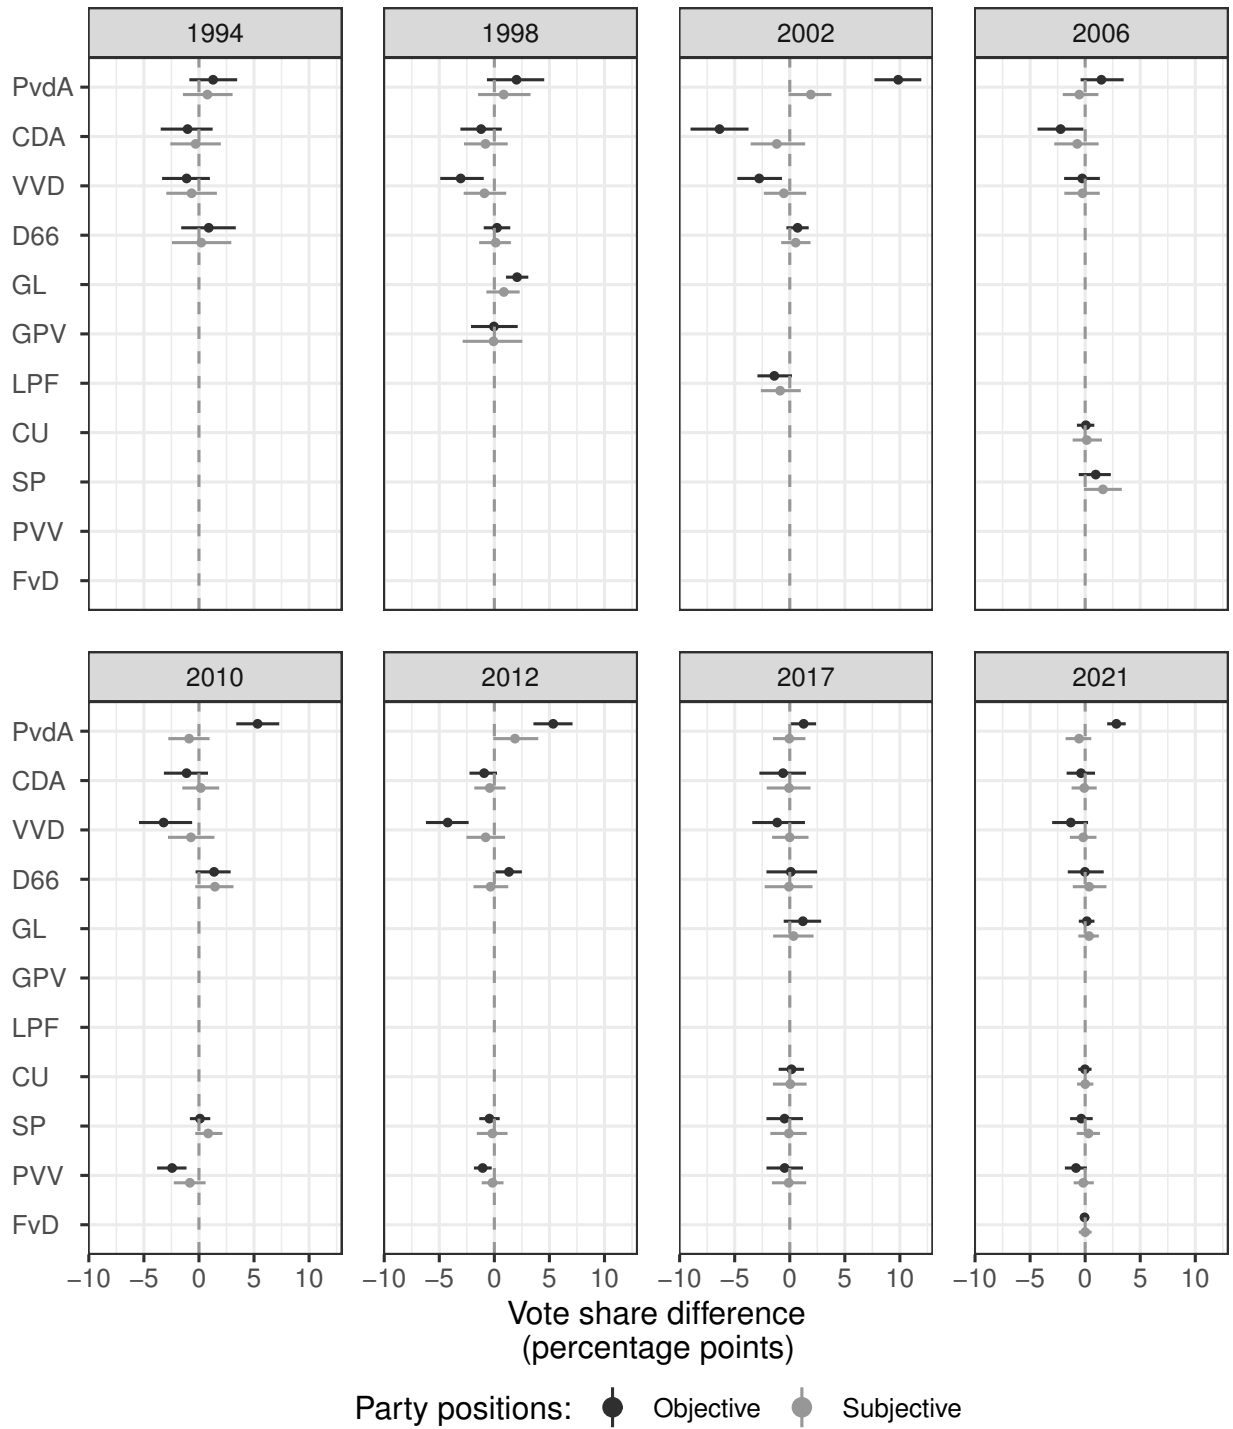 1994 1998 2002 2006
PvdA
CDA
VVD
D66
GL
GPV
LPF
CU
SP
PVV
FvD
2010 2012 2017 2021
PvdA
CDA
VVD
D66
GL
GPV
LPF
CU
SP
PVV
FvD
−10 −5 0 5 10 −10 −5 0 5 10 −10 −5 0 5 10 −10 −5 0 5 10
Vote share difference
(percentage points)
Party positions: Objective Subjective